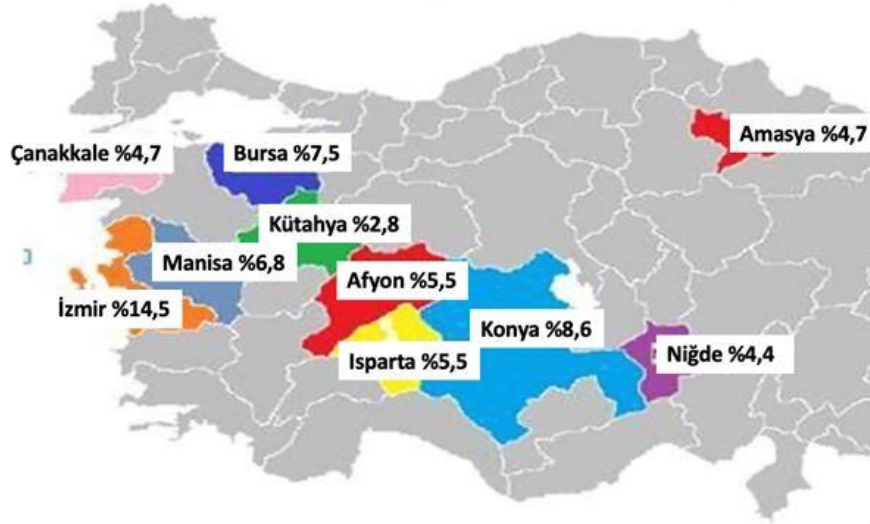 Amasya %4,7
Çanakkale %4,7
Bursa %7,5
Kütahya %2,8
Manisa %6,8
Afyon %5,5
İzmir %14,5
Konya %8,6
Isparta %5,5
Niğde %4,4